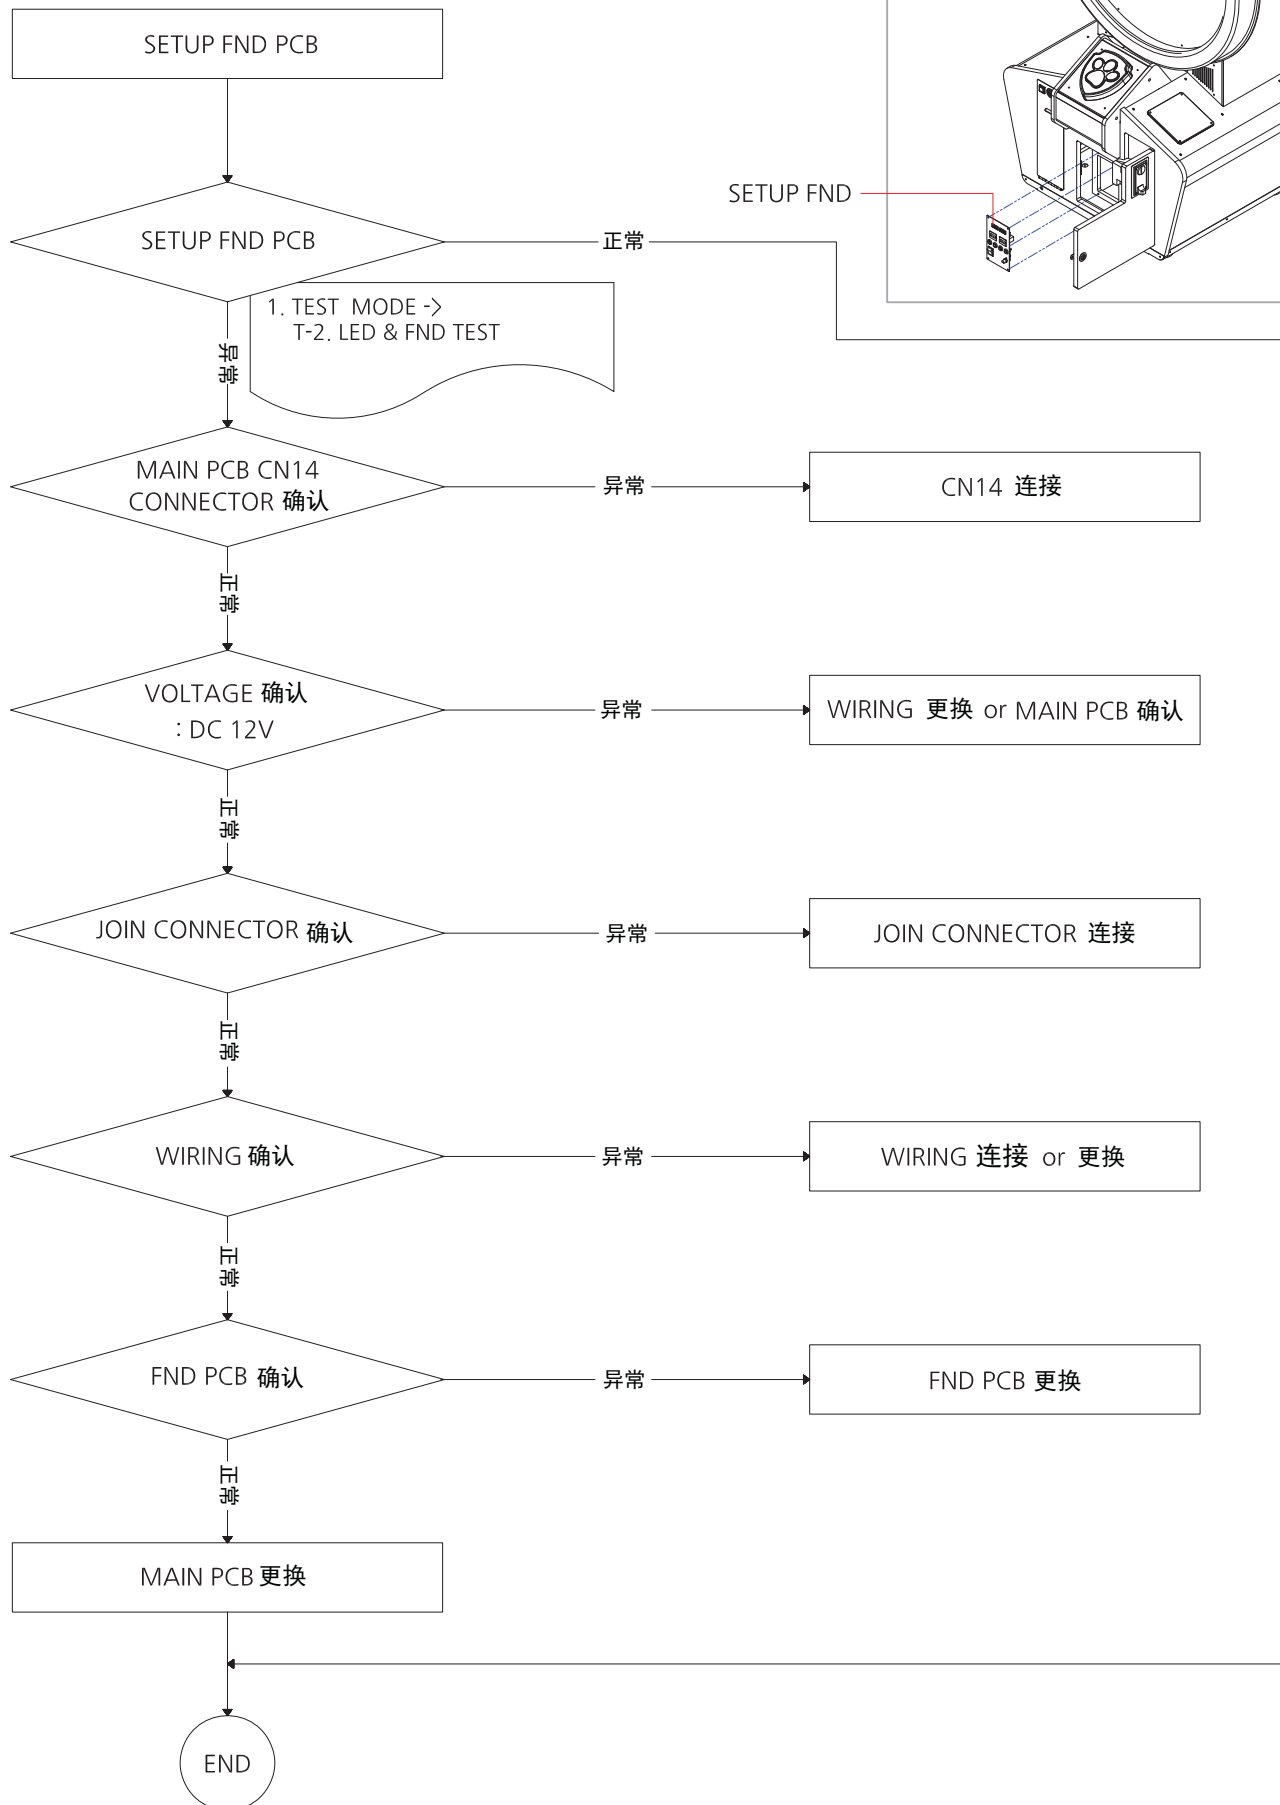 SETUP FND PCB
SETUP FND
SETUP FND PCB
正常
1. TEST MODE ->
T-2. LED & FND TEST
异常
MAIN PCB CN14
CONNECTOR 确认
异常
CN14 连接
正常
VOLTAGE 确认
: DC 12V
异常
WIRING 更换 or MAIN PCB 确认
正常
JOIN CONNECTOR 确认
异常
JOIN CONNECTOR 连接
正常
WIRING 确认
异常
WIRING 连接 or 更换
正常
FND PCB 确认
异常
FND PCB 更换
正常
MAIN PCB 更换
END